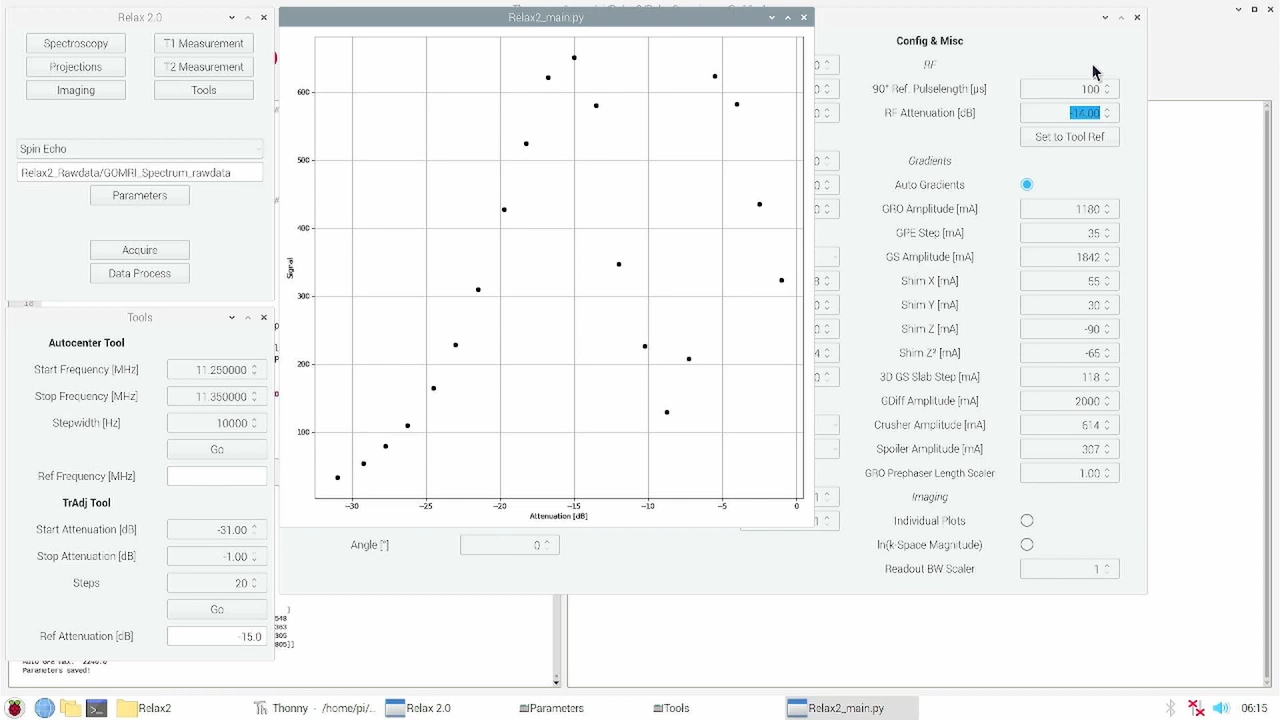 Relax 2.0
Spectroscopy
T1 Measurement
Projections
T2 Measurement
Imaging
Tools
Spin Echo
Relax2_Rawdata/GOMRI_Spectrum_rawdata
Parameters
Acquire
Data Process
Tools
Autocenter Tool
Start Frequency [MHz]
11.250000
Stop Frequency [MHz]
11.350000
Stepwidth [Hz]
10000
Go
Ref Frequency [MHz]
TrAdj Tool
Start Attenuation [dB]
-31.00
Stop Attenuation [dB]
-1.00
Steps
20
Go
Ref Attenuation [dB]
-15.0
Parameters saved!
Relax2_main.py
600
500
400
300
200
100
Signal
−30
−25
−20
−15
−10
−5
0
Attenuation [dB]
Angle [°]
0
Config & Misc
RF
90° Ref. Pulselength [µs]
100
RF Attenuation [dB]
-14.00
Set to Tool Ref
Gradients
Auto Gradients
GRO Amplitude [mA]
1180
GPE Step [mA]
35
GS Amplitude [mA]
1842
Shim X [mA]
55
Shim Y [mA]
30
Shim Z [mA]
-90
Shim Z² [mA]
-65
3D GS Slab Step [mA]
118
GDiff Amplitude [mA]
2000
Crusher Amplitude [mA]
614
Spoiler Amplitude [mA]
307
GRO Prephaser Length Scaler
1.00
Imaging
Individual Plots
ln(k-Space Magnitude)
Readout BW Scaler
1
Relax2
Thonny - /home/pi/...
Relax 2.0
Parameters
Tools
Relax2_main.py
06:15